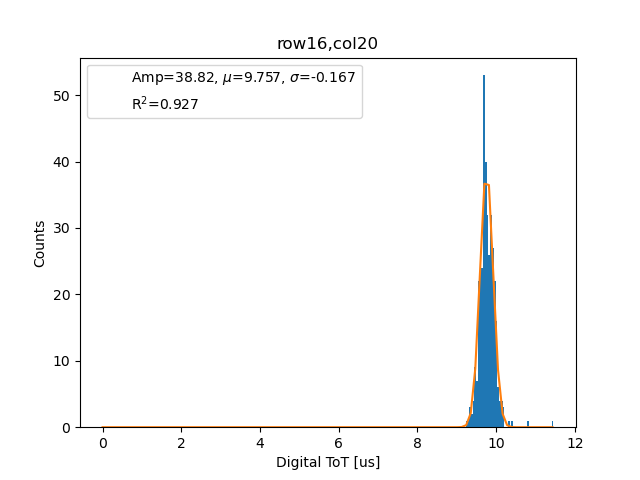 row16,col20
Amp=38.82, μ=9.757, σ=-0.167
R²=0.927
50
40
30
20
10
0
Counts
0 2 4 6 8 10 12
Digital ToT [us]